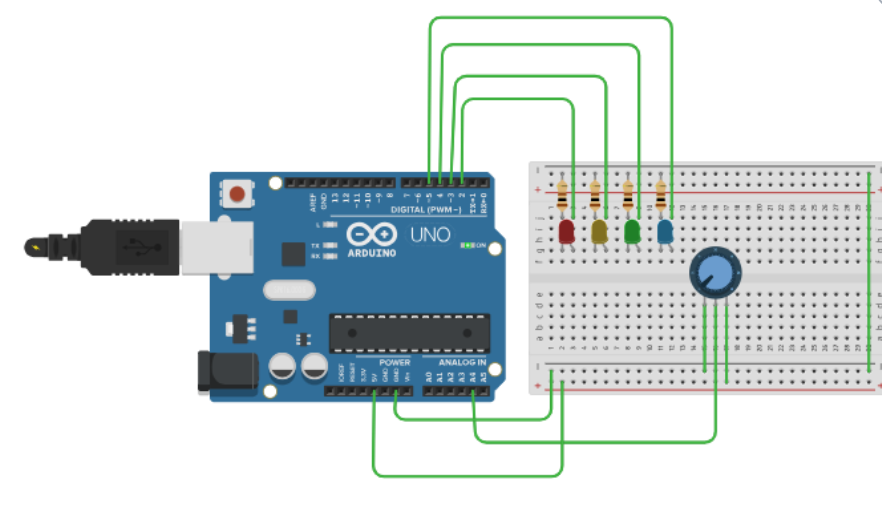 AREF
GND
13
12
~11
~10
~9
8
7
~6
~5
4
~3
2
TX→1
RX←0
DIGITAL (PWM~)
L
TX
RX
UNO
ON
ARDUINO
POWER
ANALOG IN
IOREF
RESET
3.3V
5V
GND
GND
Vin
A0
A1
A2
A3
A4
A5
a b c d e
f g h i j